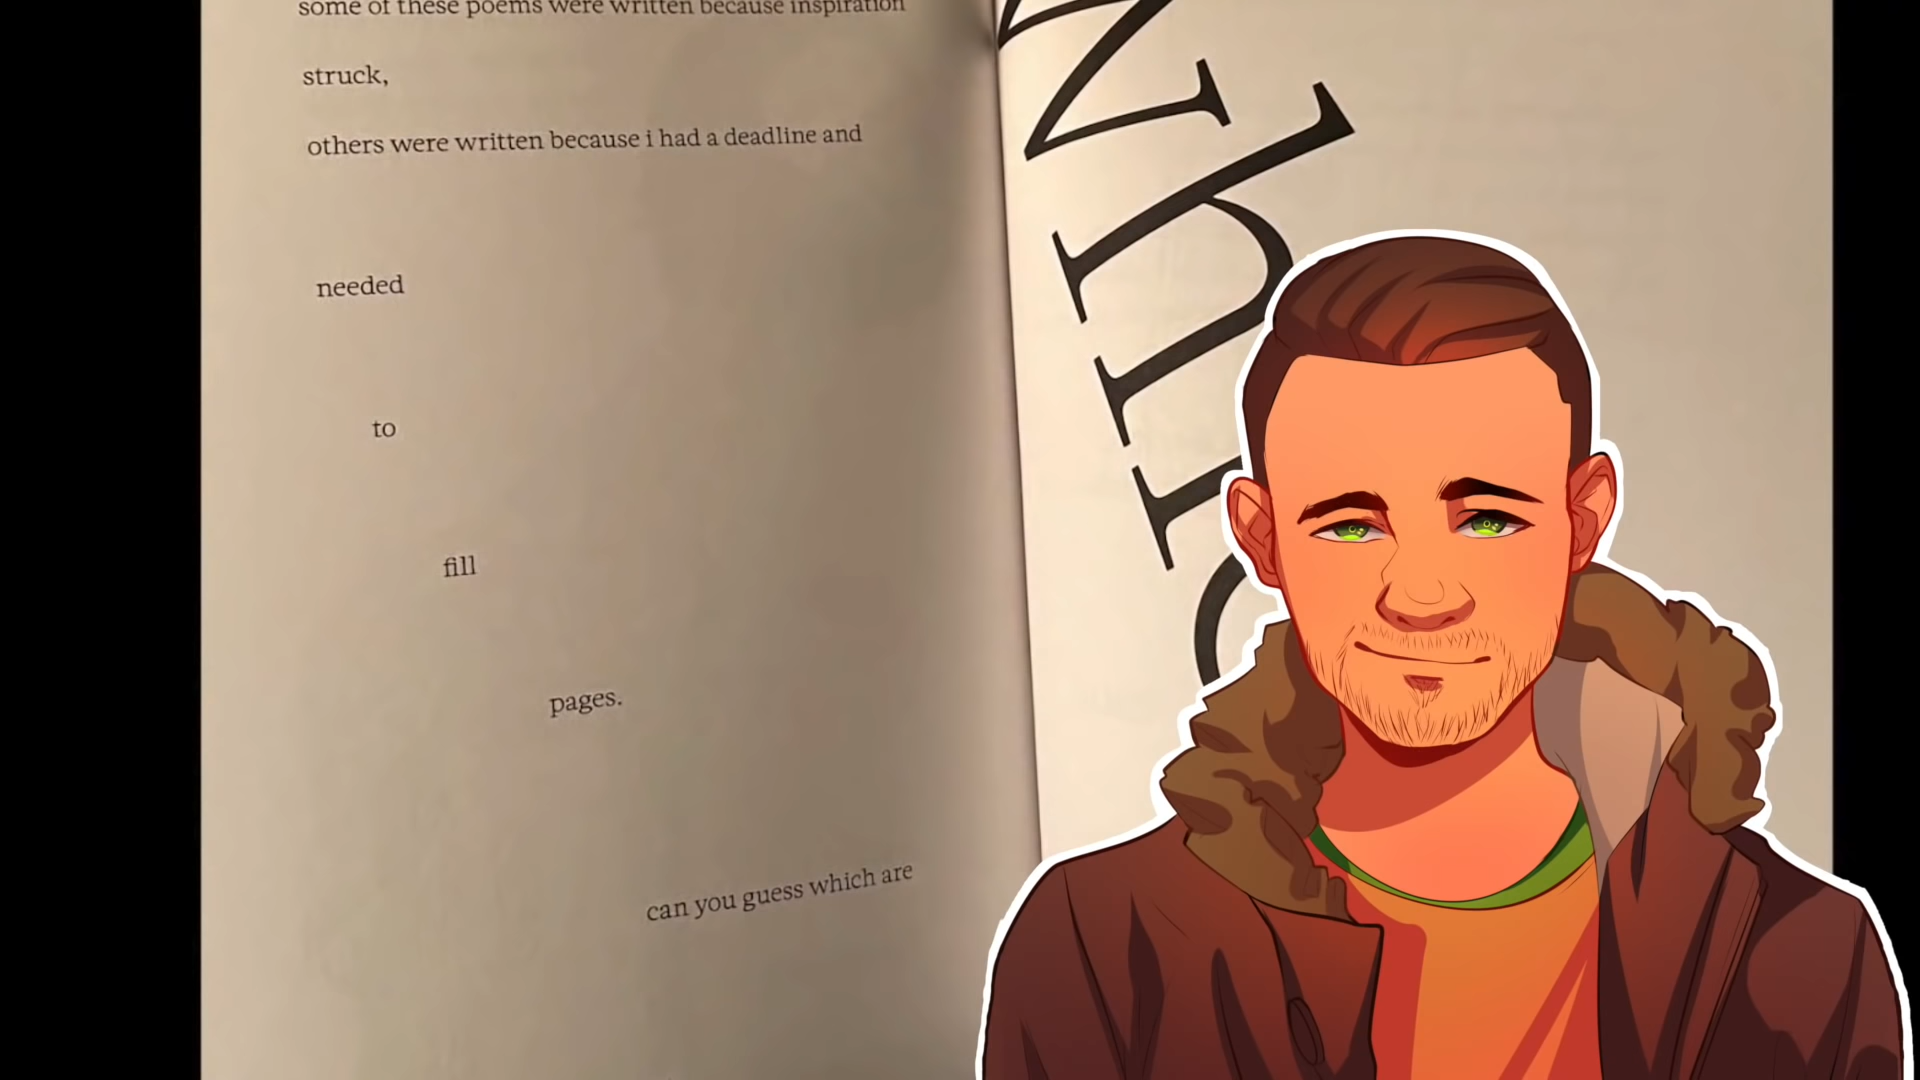 some of these poems were written because inspiration
struck,
others were written because i had a deadline and
needed
to
fill
pages.
can you guess which are
wh